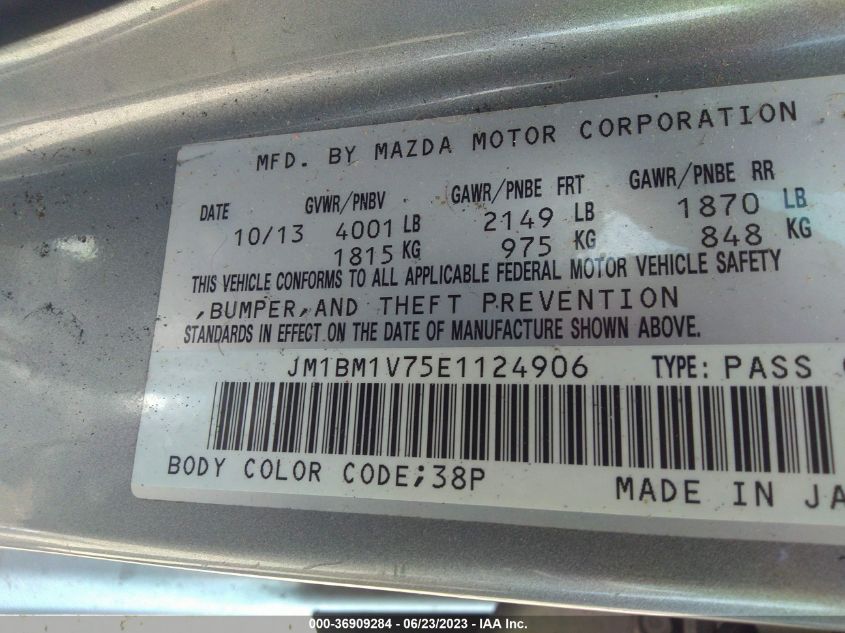 MFD. BY MAZDA MOTOR CORPORATION
DATE GVWR/PNBV GAWR/PNBE FRT GAWR/PNBE RR
10/13 4001 LB 2149 LB 1870 LB
1815 KG 975 KG 848 KG
THIS VEHICLE CONFORMS TO ALL APPLICABLE FEDERAL MOTOR VEHICLE SAFETY
,BUMPER,AND THEFT PREVENTION
STANDARDS IN EFFECT ON THE DATE OF MANUFACTURE SHOWN ABOVE.
JM1BM1V75E1124906 TYPE: PASS
BODY COLOR CODE;38P
MADE IN JA
000-36909284 - 06/23/2023 - IAA Inc.